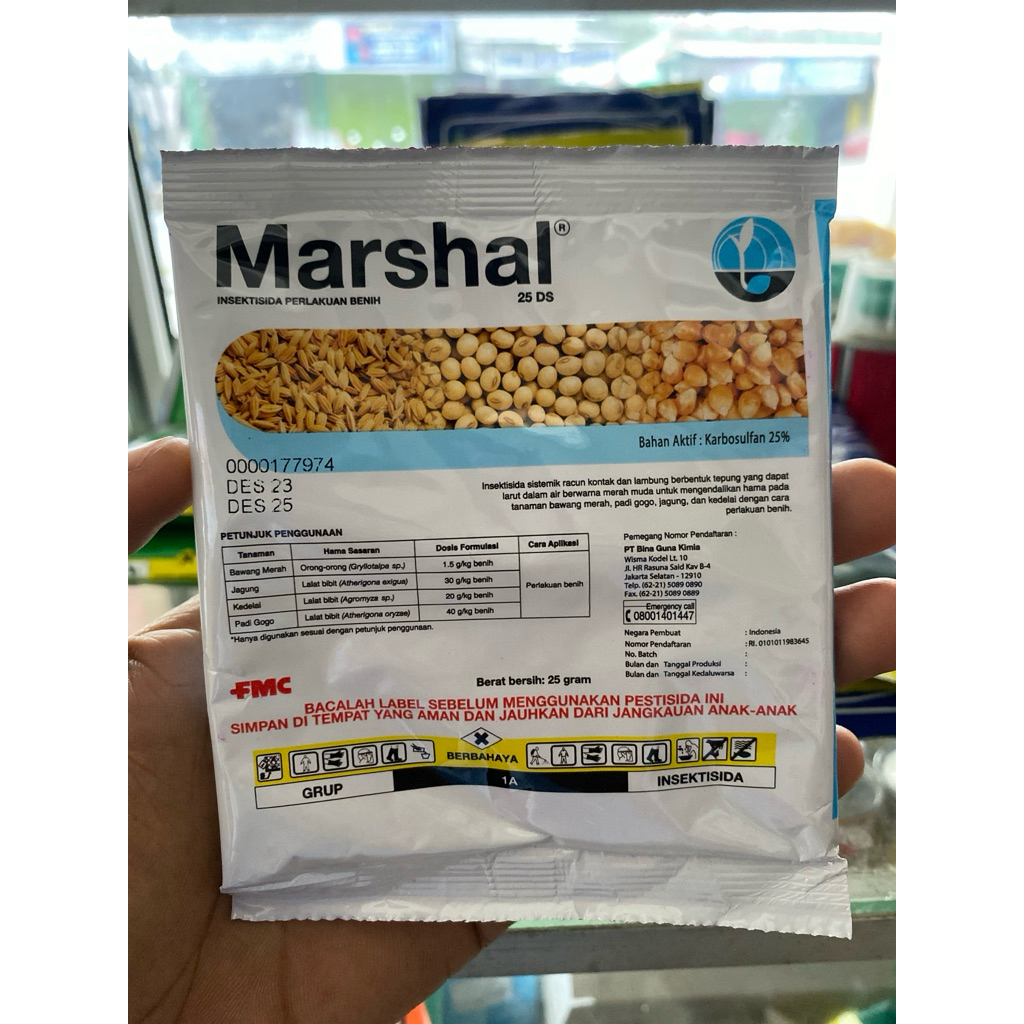 Marshal®
INSEKTISIDA PERLAKUAN BENIH 25 DS
Bahan Aktif : Karbosulfan 25%
0000177974
DES 23
DES 25
Insektisida sistemik racun kontak dan lambung berbentuk tepung yang dapat
larut dalam air berwarna merah muda untuk mengendalikan hama pada
tanaman bawang merah, padi gogo, jagung, dan kedelai dengan cara
perlakuan benih.
PETUNJUK PENGGUNAAN
Tanaman Hama Sasaran Dosis Formulasi Cara Aplikasi
Bawang Merah Orong-orong (Gryllotalpa sp.) 1.5 g/kg benih
Jagung Lalat bibit (Atherigona exigua) 30 g/kg benih Perlakuan benih
Kedelai Lalat bibit (Agromyza sp.) 20 g/kg benih
Padi Gogo Lalat bibit (Atherigona oryzae) 40 g/kg benih
*Hanya digunakan sesuai dengan petunjuk penggunaan.
Pemegang Nomor Pendaftaran :
PT Bina Guna Kimia
Wisma Kodel Lt. 10
Jl. HR Rasuna Said Kav B-4
Jakarta Selatan - 12910
Telp. (62-21) 5089 0890
Fax. (62-21) 5089 0889
Emergency call
08001401447
Negara Pembuat : Indonesia
Nomor Pendaftaran : RI. 0101011983645
No. Batch :
Bulan dan Tanggal Produksi :
Bulan dan Tanggal Kedaluwarsa :
Berat bersih: 25 gram
FMC
BACALAH LABEL SEBELUM MENGGUNAKAN PESTISIDA INI
SIMPAN DI TEMPAT YANG AMAN DAN JAUHKAN DARI JANGKAUAN ANAK-ANAK
BERBAHAYA
GRUP 1A INSEKTISIDA